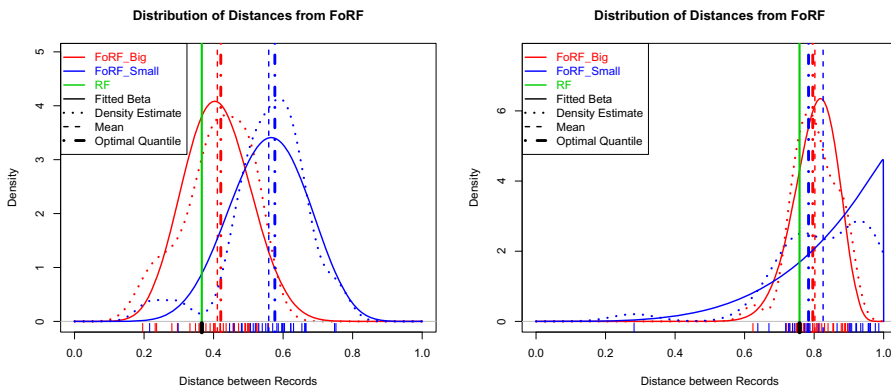 Distribution of Distances from FoRF
FoRF_Big
FoRF_Small
RF
Fitted Beta
Density Estimate
Mean
Optimal Quantile
Density
5
4
3
2
1
0
0.0 0.2 0.4 0.6 0.8 1.0
Distance between Records
Distribution of Distances from FoRF
FoRF_Big
FoRF_Small
RF
Fitted Beta
Density Estimate
Mean
Optimal Quantile
Density
6
4
2
0
0.0 0.2 0.4 0.6 0.8 1.0
Distance between Records